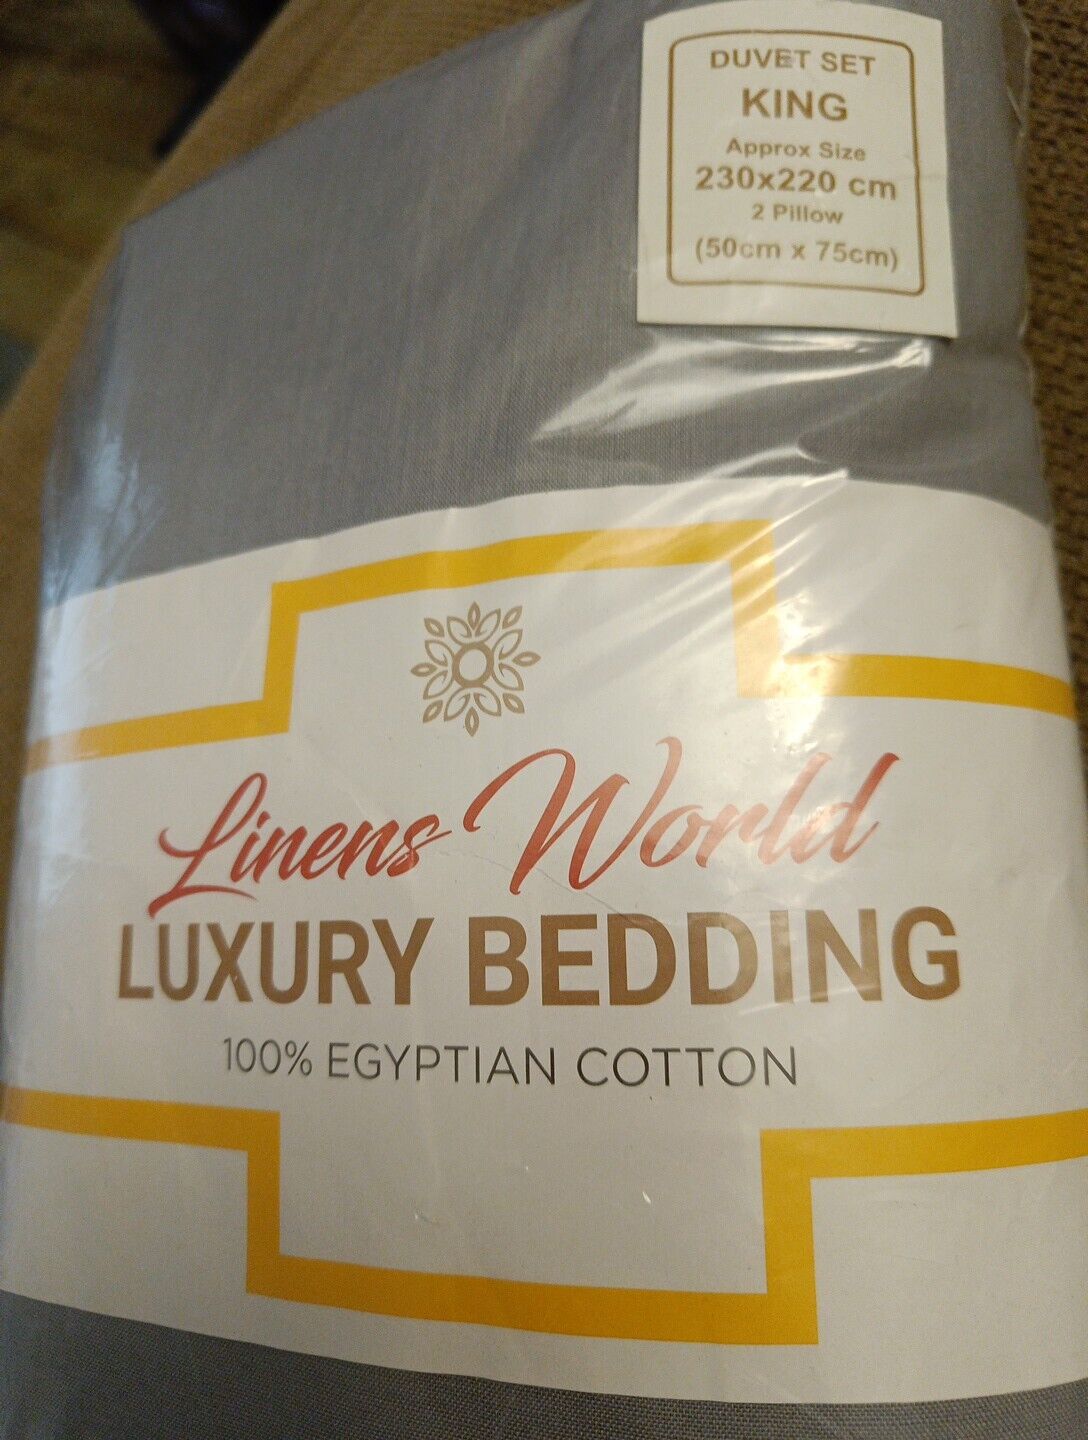 DUVET SET
KING
Approx Size
230x220 cm
2 Pillow
(50cm x 75cm)
Linens World
LUXURY BEDDING
100% EGYPTIAN COTTON